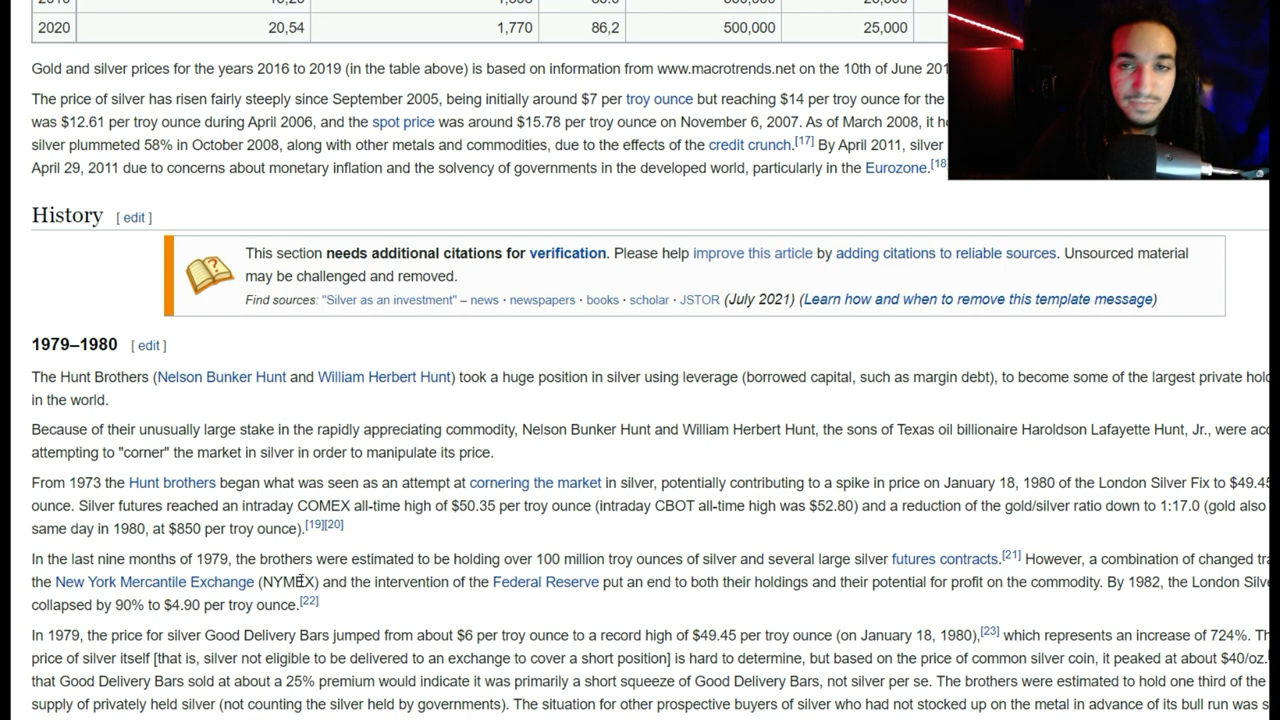 2020 20,54 1,770 86,2 500,000 25,000
Gold and silver prices for the years 2016 to 2019 (in the table above) is based on information from www.macrotrends.net on the 10th of June
The price of silver has risen fairly steeply since September 2005, being initially around $7 per troy ounce but reaching $14 per troy ounce for the
was $12.61 per troy ounce during April 2006, and the spot price was around $15.78 per troy ounce on November 6, 2007. As of March 2008, it
silver plummeted 58% in October 2008, along with other metals and commodities, due to the effects of the credit crunch.[17] By April 2011, silver
April 29, 2011 due to concerns about monetary inflation and the solvency of governments in the developed world, particularly in the Eurozone.[18]
History [ edit ]
This section needs additional citations for verification. Please help improve this article by adding citations to reliable sources. Unsourced material
may be challenged and removed.
Find sources: "Silver as an investment" – news · newspapers · books · scholar · JSTOR (July 2021) (Learn how and when to remove this template message)
1979–1980 [ edit ]
The Hunt Brothers (Nelson Bunker Hunt and William Herbert Hunt) took a huge position in silver using leverage (borrowed capital, such as margin debt), to become some of the largest private
in the world.
Because of their unusually large stake in the rapidly appreciating commodity, Nelson Bunker Hunt and William Herbert Hunt, the sons of Texas oil billionaire Haroldson Lafayette Hunt, Jr., were
attempting to "corner" the market in silver in order to manipulate its price.
From 1973 the Hunt brothers began what was seen as an attempt at cornering the market in silver, potentially contributing to a spike in price on January 18, 1980 of the London Silver Fix to $49.45
ounce. Silver futures reached an intraday COMEX all-time high of $50.35 per troy ounce (intraday CBOT all-time high was $52.80) and a reduction of the gold/silver ratio down to 1:17.0 (gold also
same day in 1980, at $850 per troy ounce).[19][20]
In the last nine months of 1979, the brothers were estimated to be holding over 100 million troy ounces of silver and several large silver futures contracts.[21] However, a combination of changed
the New York Mercantile Exchange (NYMEX) and the intervention of the Federal Reserve put an end to both their holdings and their potential for profit on the commodity. By 1982, the London
collapsed by 90% to $4.90 per troy ounce.[22]
In 1979, the price for silver Good Delivery Bars jumped from about $6 per troy ounce to a record high of $49.45 per troy ounce (on January 18, 1980),[23] which represents an increase of 724%.
price of silver itself [that is, silver not eligible to be delivered to an exchange to cover a short position] is hard to determine, but based on the price of common silver coin, it peaked at about $40/oz.
that Good Delivery Bars sold at about a 25% premium would indicate it was primarily a short squeeze of Good Delivery Bars, not silver per se. The brothers were estimated to hold one third of the
supply of privately held silver (not counting the silver held by governments). The situation for other prospective buyers of silver who had not stocked up on the metal in advance of its bull run was